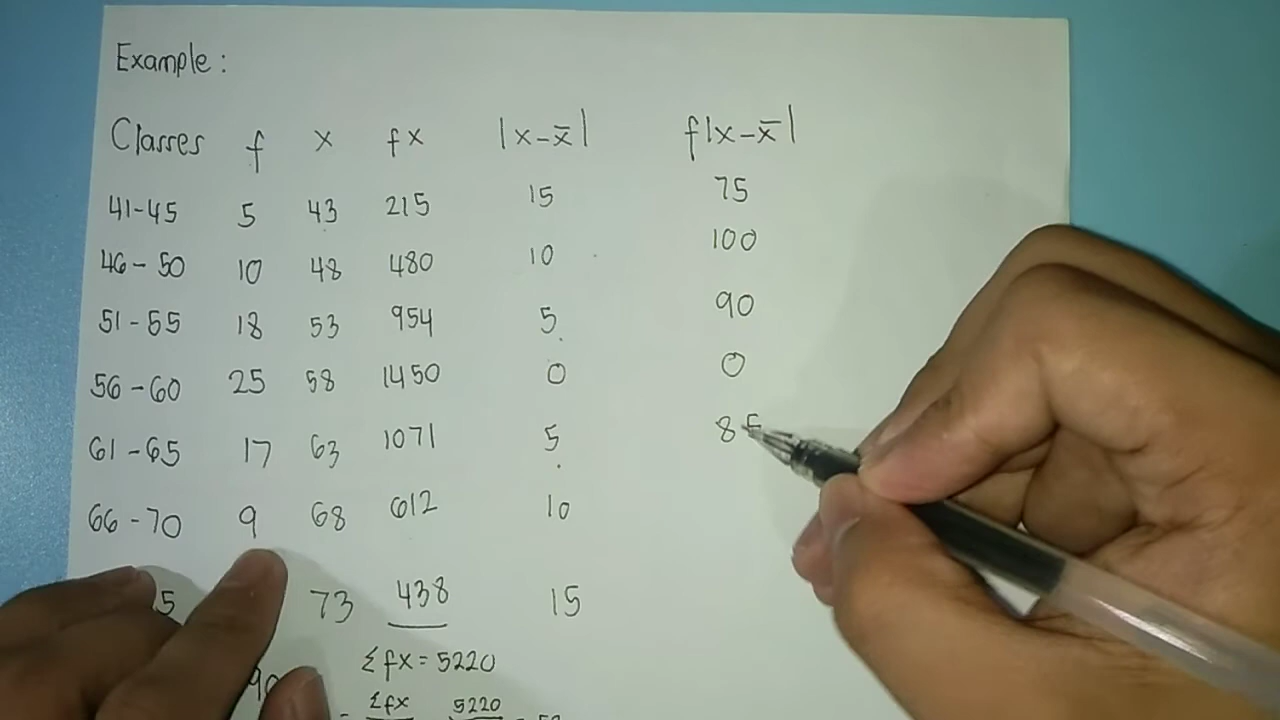 Example :
Classes f x fx |x-x̄| f|x-x̄|
41-45 5 43 215 15 75
46-50 10 48 480 10 100
51-55 18 53 954 5 90
56-60 25 58 1450 0 0
61-65 17 63 1071 5 85
66-70 9 68 612 10
5 73 438 15
Σfx = 5220
90 = Σfx 5220